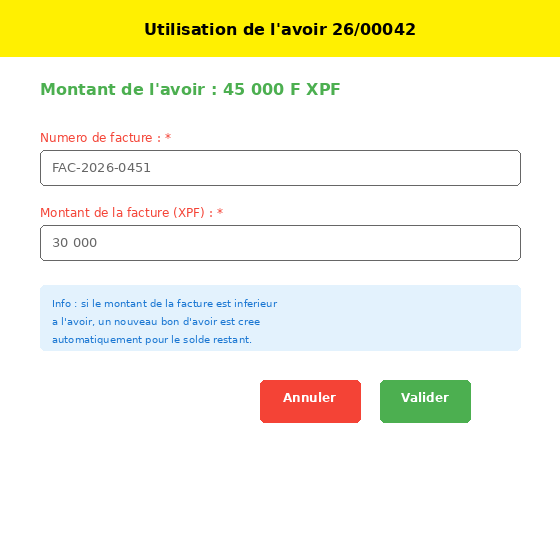 Utilisation de l'avoir 26/00042
Montant de l'avoir : 45 000 F XPF
Numero de facture : *
FAC-2026-0451
Montant de la facture (XPF) : *
30 000
Info : si le montant de la facture est inferieur
a l'avoir, un nouveau bon d'avoir est cree
automatiquement pour le solde restant.
Annuler
Valider